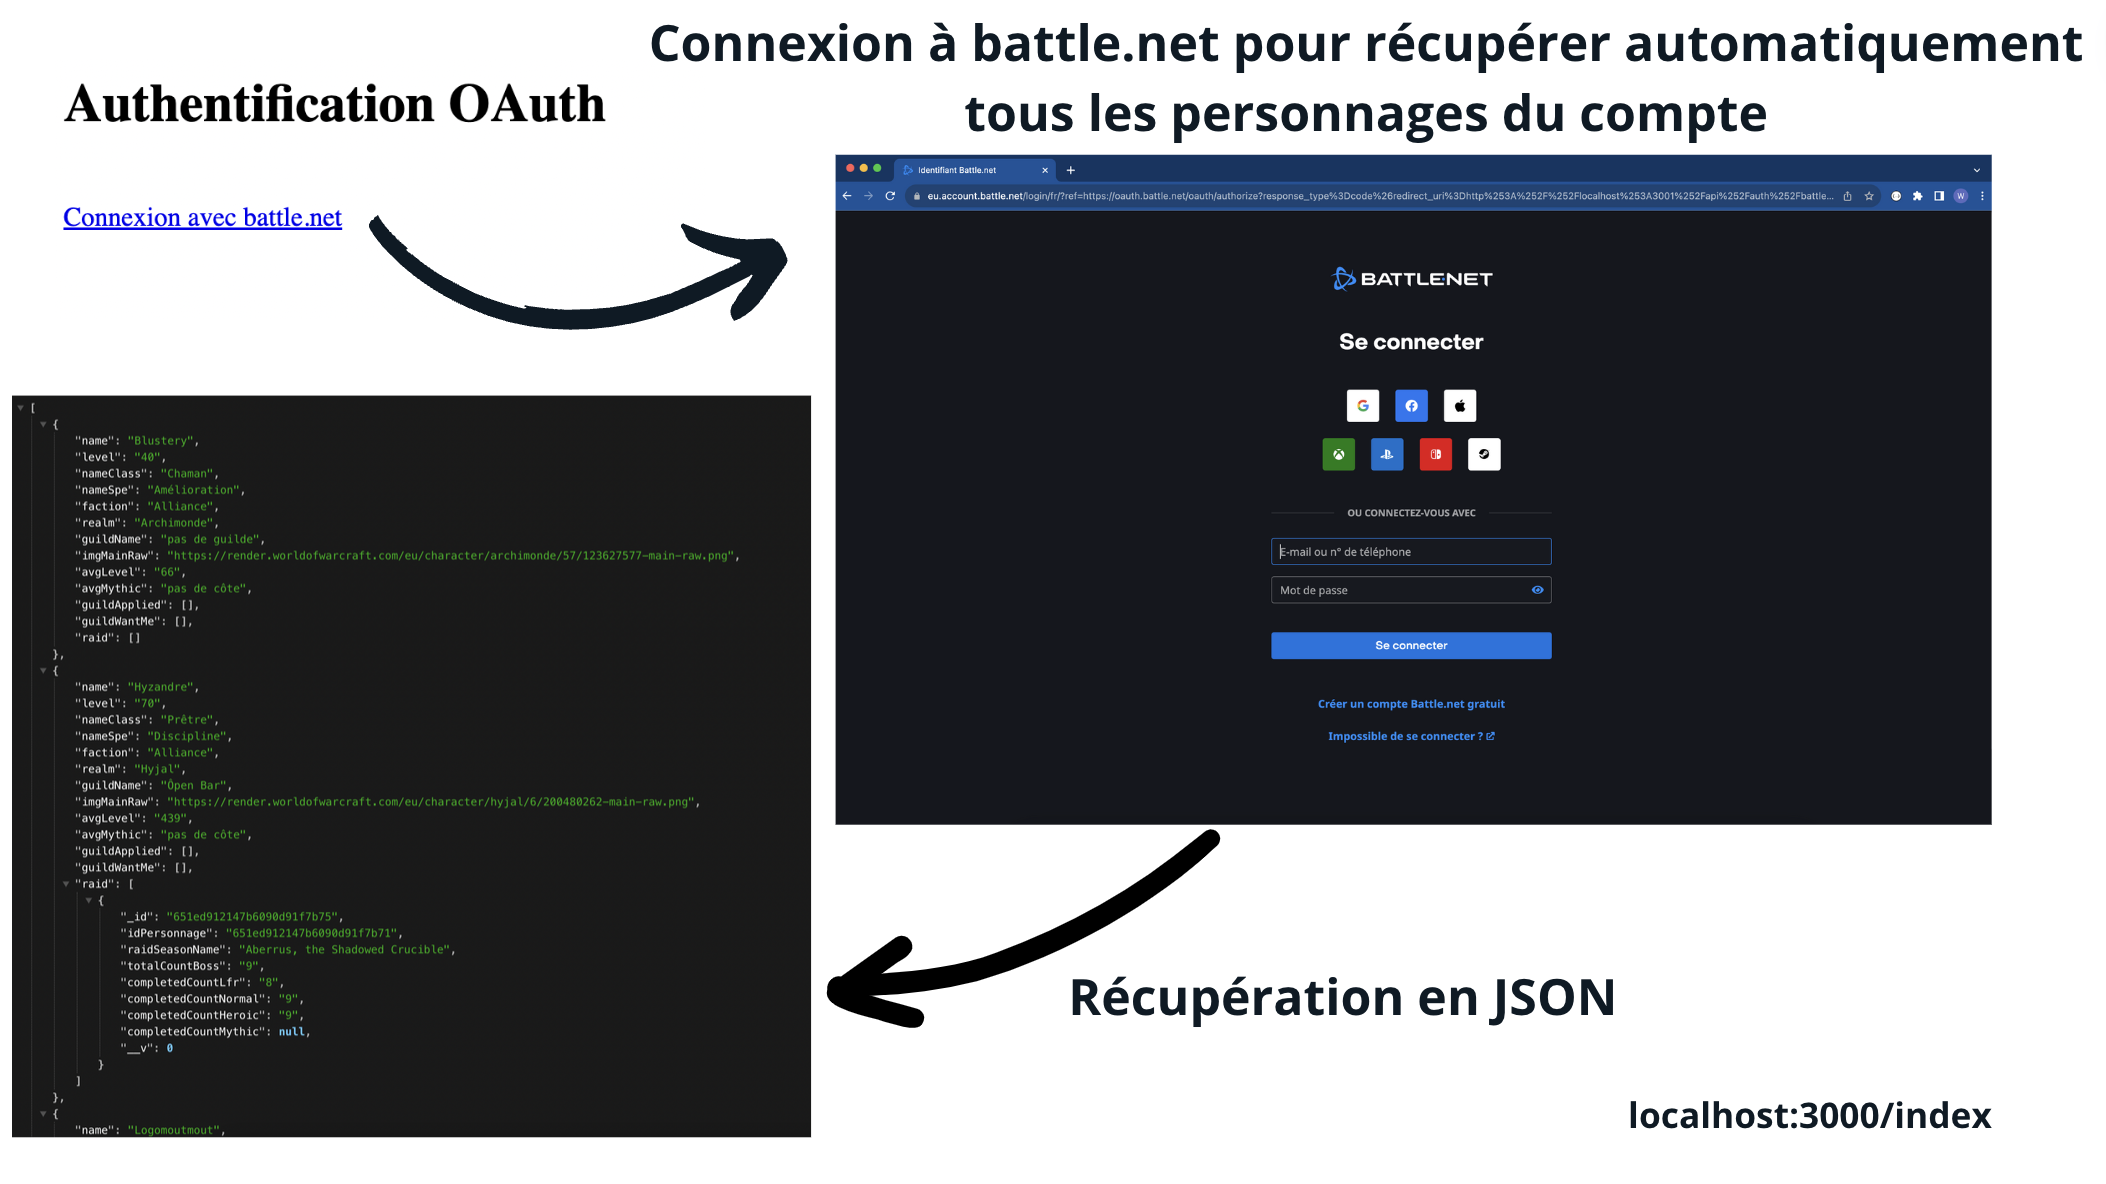 Connexion à battle.net pour récupérer automatiquement
tous les personnages du compte
Authentification OAuth
Connexion avec battle.net
Identifiant Battle.net
eu.account.battle.net/login/fr/?ref=https://oauth.battle.net/oauth/authorize?response_type%3Dcode%26redirect_uri%3Dhttp%253A%252F%252Flocalhost%253A3001%252Fapi%252Fauth%252Fbattle...
W
BATTLE.NET
Se connecter
OU CONNECTEZ-VOUS AVEC
E-mail ou n° de téléphone
Mot de passe
Se connecter
Créer un compte Battle.net gratuit
Impossible de se connecter ?
[
{
"name": "Blustery",
"level": "40",
"nameClass": "Chaman",
"nameSpe": "Amélioration",
"faction": "Alliance",
"realm": "Archimonde",
"guildName": "pas de guilde",
"imgMainRaw": "https://render.worldofwarcraft.com/eu/character/archimonde/57/123627577-main-raw.png",
"avgLevel": "66",
"avgMythic": "pas de côte",
"guildApplied": [],
"guildWantMe": [],
"raid": []
},
{
"name": "Hyzandre",
"level": "70",
"nameClass": "Prêtre",
"nameSpe": "Discipline",
"faction": "Alliance",
"realm": "Hyjal",
"guildName": "Ôpen Bar",
"imgMainRaw": "https://render.worldofwarcraft.com/eu/character/hyjal/6/200480262-main-raw.png",
"avgLevel": "439",
"avgMythic": "pas de côte",
"guildApplied": [],
"guildWantMe": [],
"raid": [
{
"_id": "651ed912147b6090d91f7b75",
"idPersonnage": "651ed912147b6090d91f7b71",
"raidSeasonName": "Aberrus, the Shadowed Crucible",
"totalCountBoss": "9",
"completedCountLfr": "8",
"completedCountNormal": "9",
"completedCountHeroic": "9",
"completedCountMythic": null,
"__v": 0
}
]
},
{
"name": "Logomoutmout",
Récupération en JSON
localhost:3000/index